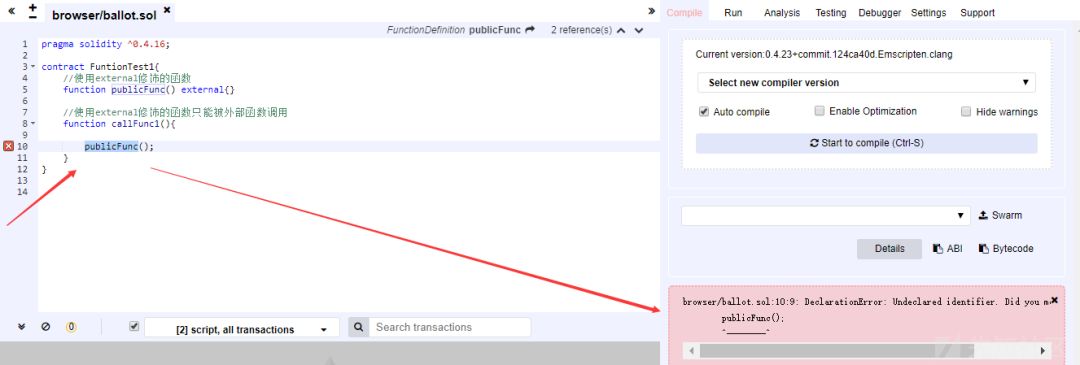 browser/ballot.sol
Compile Run Analysis Testing Debugger Settings Support
FunctionDefinition publicFunc 2 reference(s)
1 pragma solidity ^0.4.16;
2
3 contract FuntionTest1{
4 //使用external修饰的函数
5 function publicFunc() external{}
6
7 //使用external修饰的函数只能被外部函数调用
8 function callFunc1(){
9
10 publicFunc();
11 }
12 }
13
14
Current version:0.4.23+commit.124ca40d.Emscripten.clang
Select new compiler version
Auto compile Enable Optimization Hide warnings
Start to compile (Ctrl-S)
Swarm
Details ABI Bytecode
browser/ballot.sol:10:9: DeclarationError: Undeclared identifier. Did you m
publicFunc();
^________^
0 [2] script, all transactions Search transactions